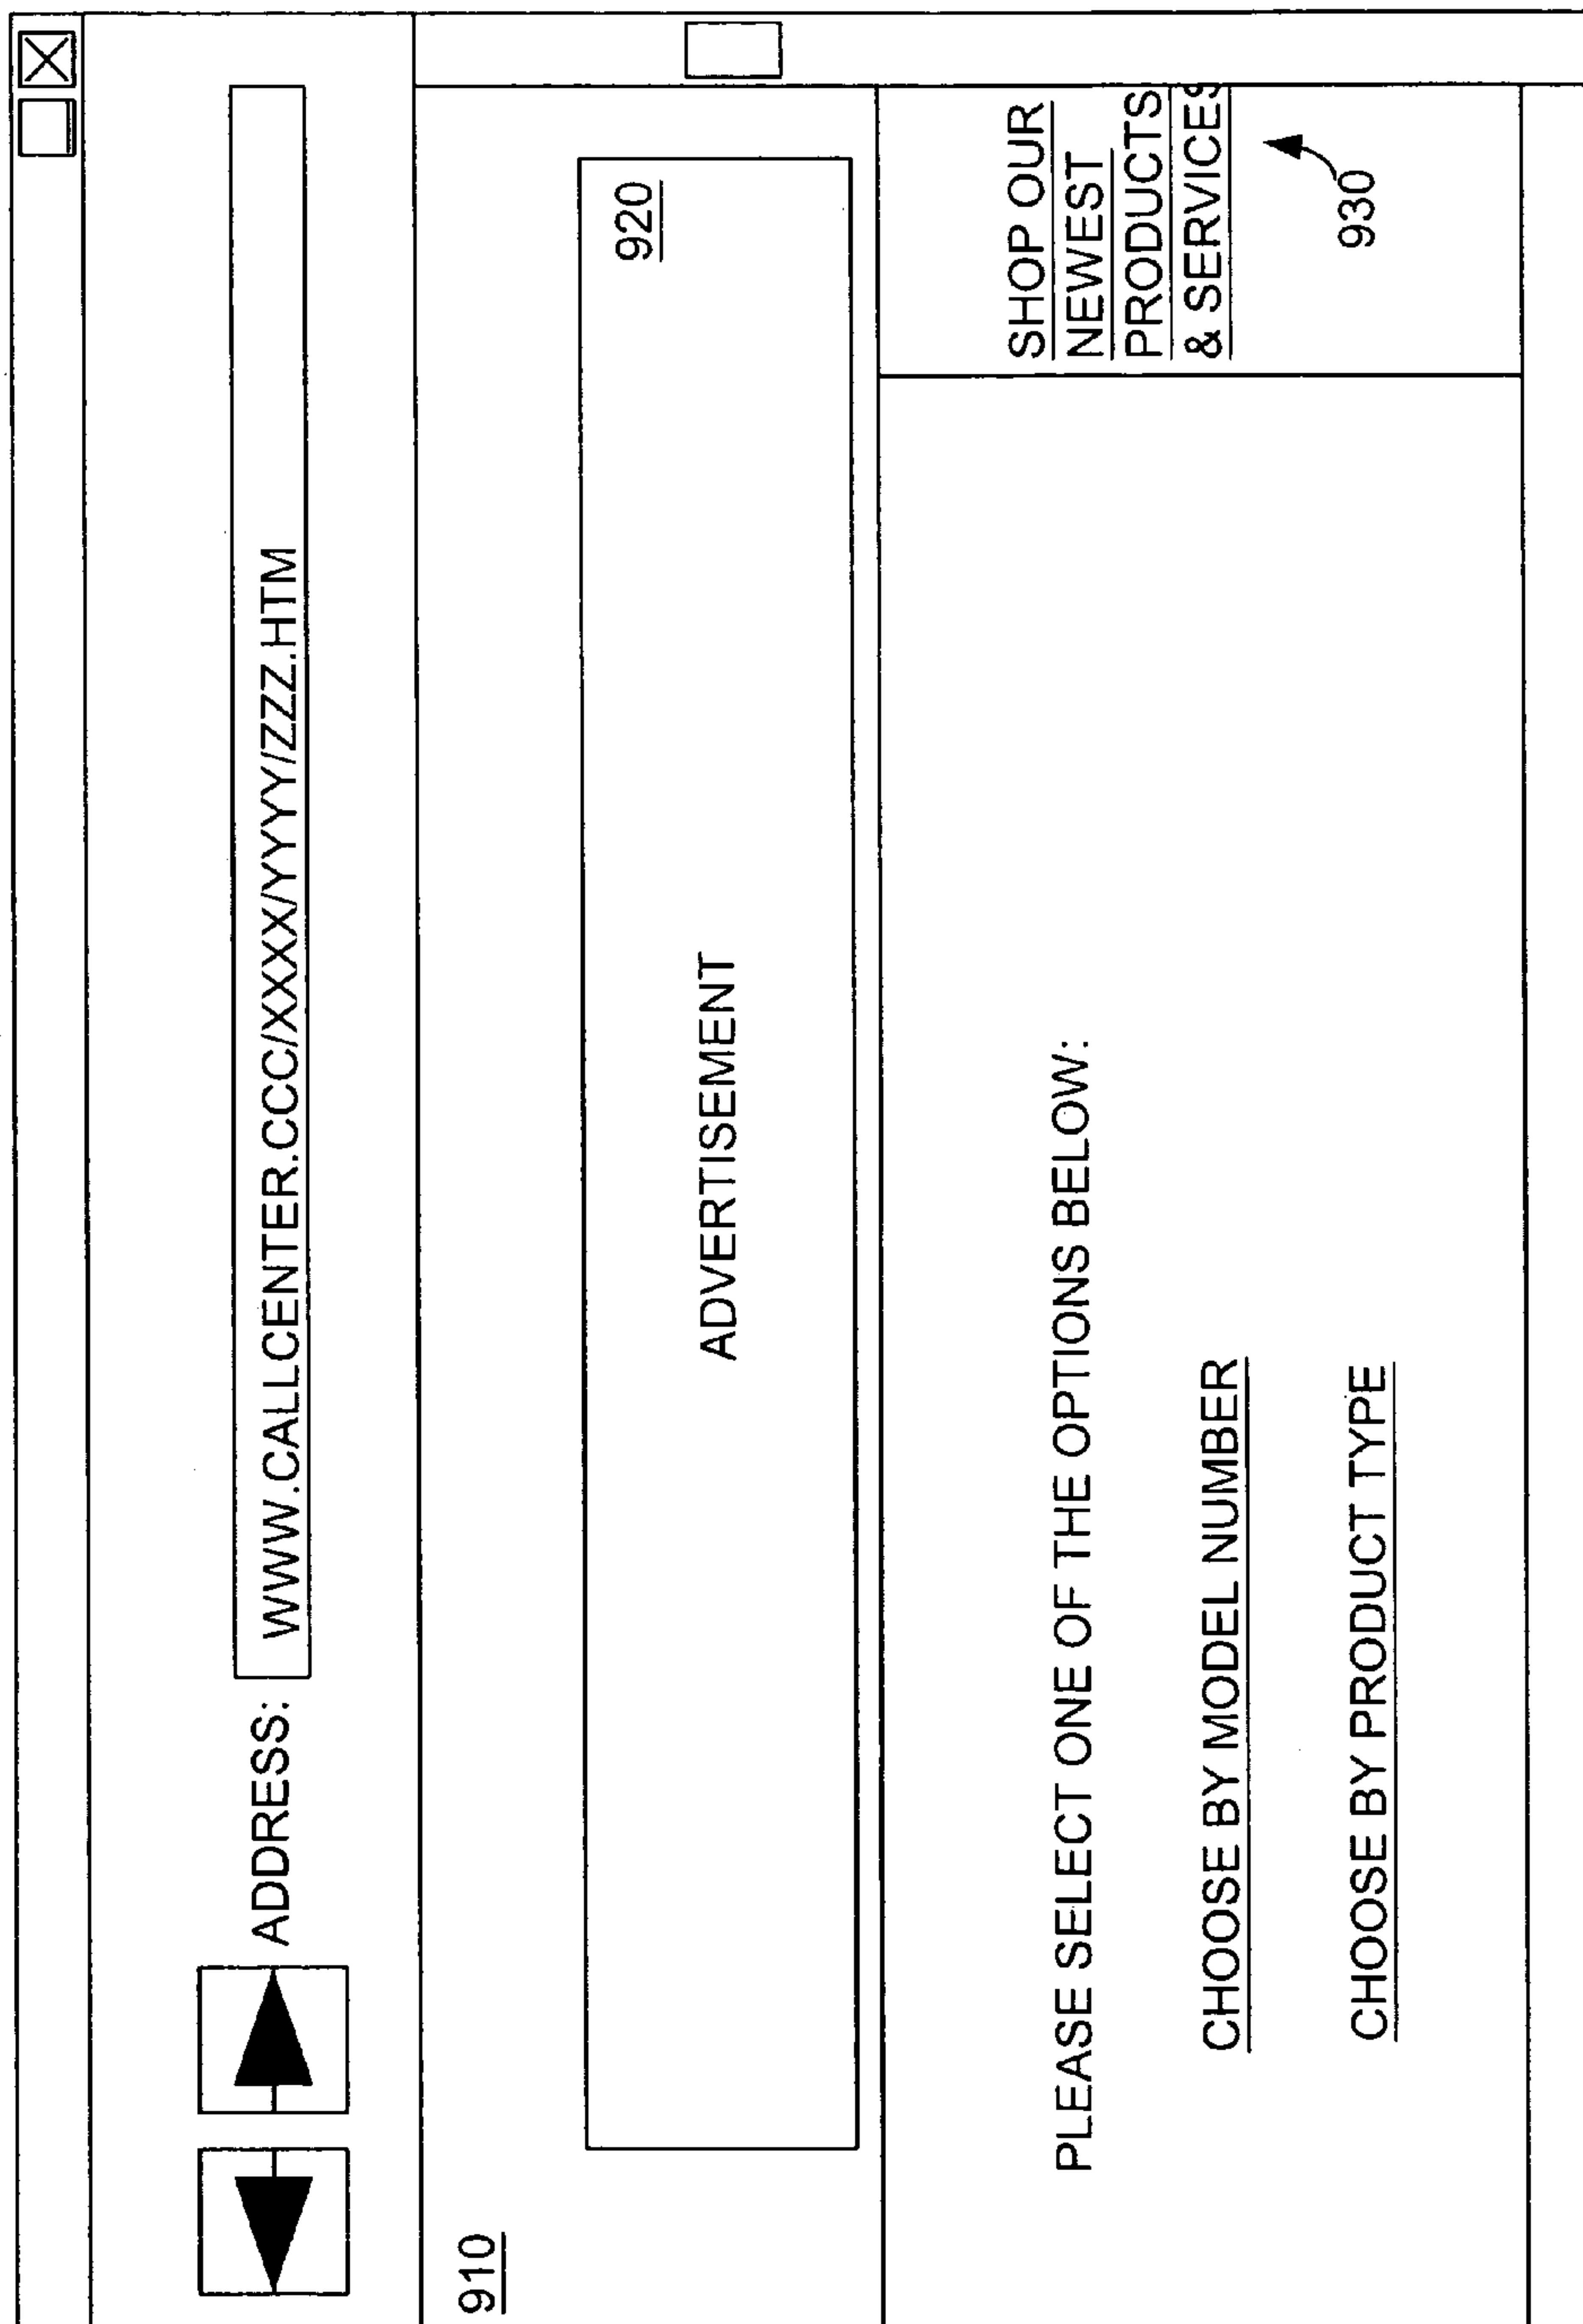 ADDRESS: WWW.CALLCENTER.CCC/XXXX/YYYY/ZZZ.HTM
910
920
ADVERTISEMENT
PLEASE SELECT ONE OF THE OPTIONS BELOW:
CHOOSE BY MODEL NUMBER
CHOOSE BY PRODUCT TYPE
SHOP OUR
NEWEST
PRODUCTS
& SERVICES
930